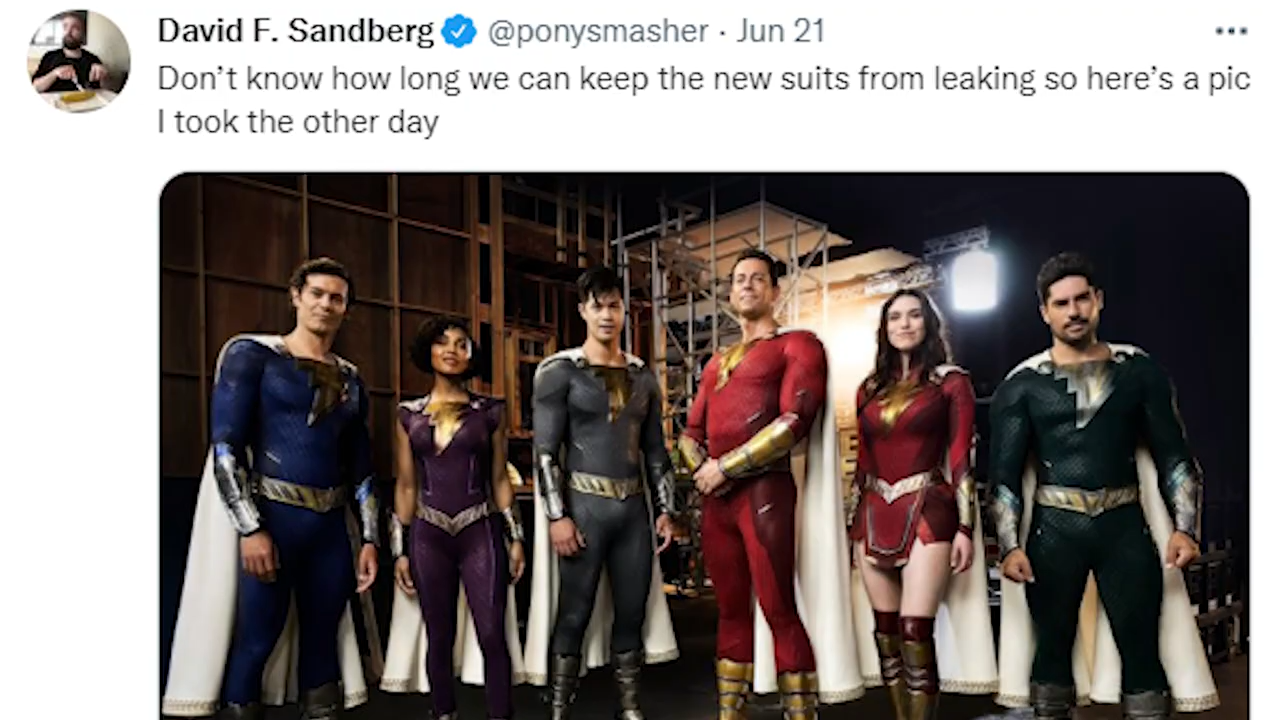 David F. Sandberg @ponysmasher · Jun 21
Don’t know how long we can keep the new suits from leaking so here’s a pic
I took the other day